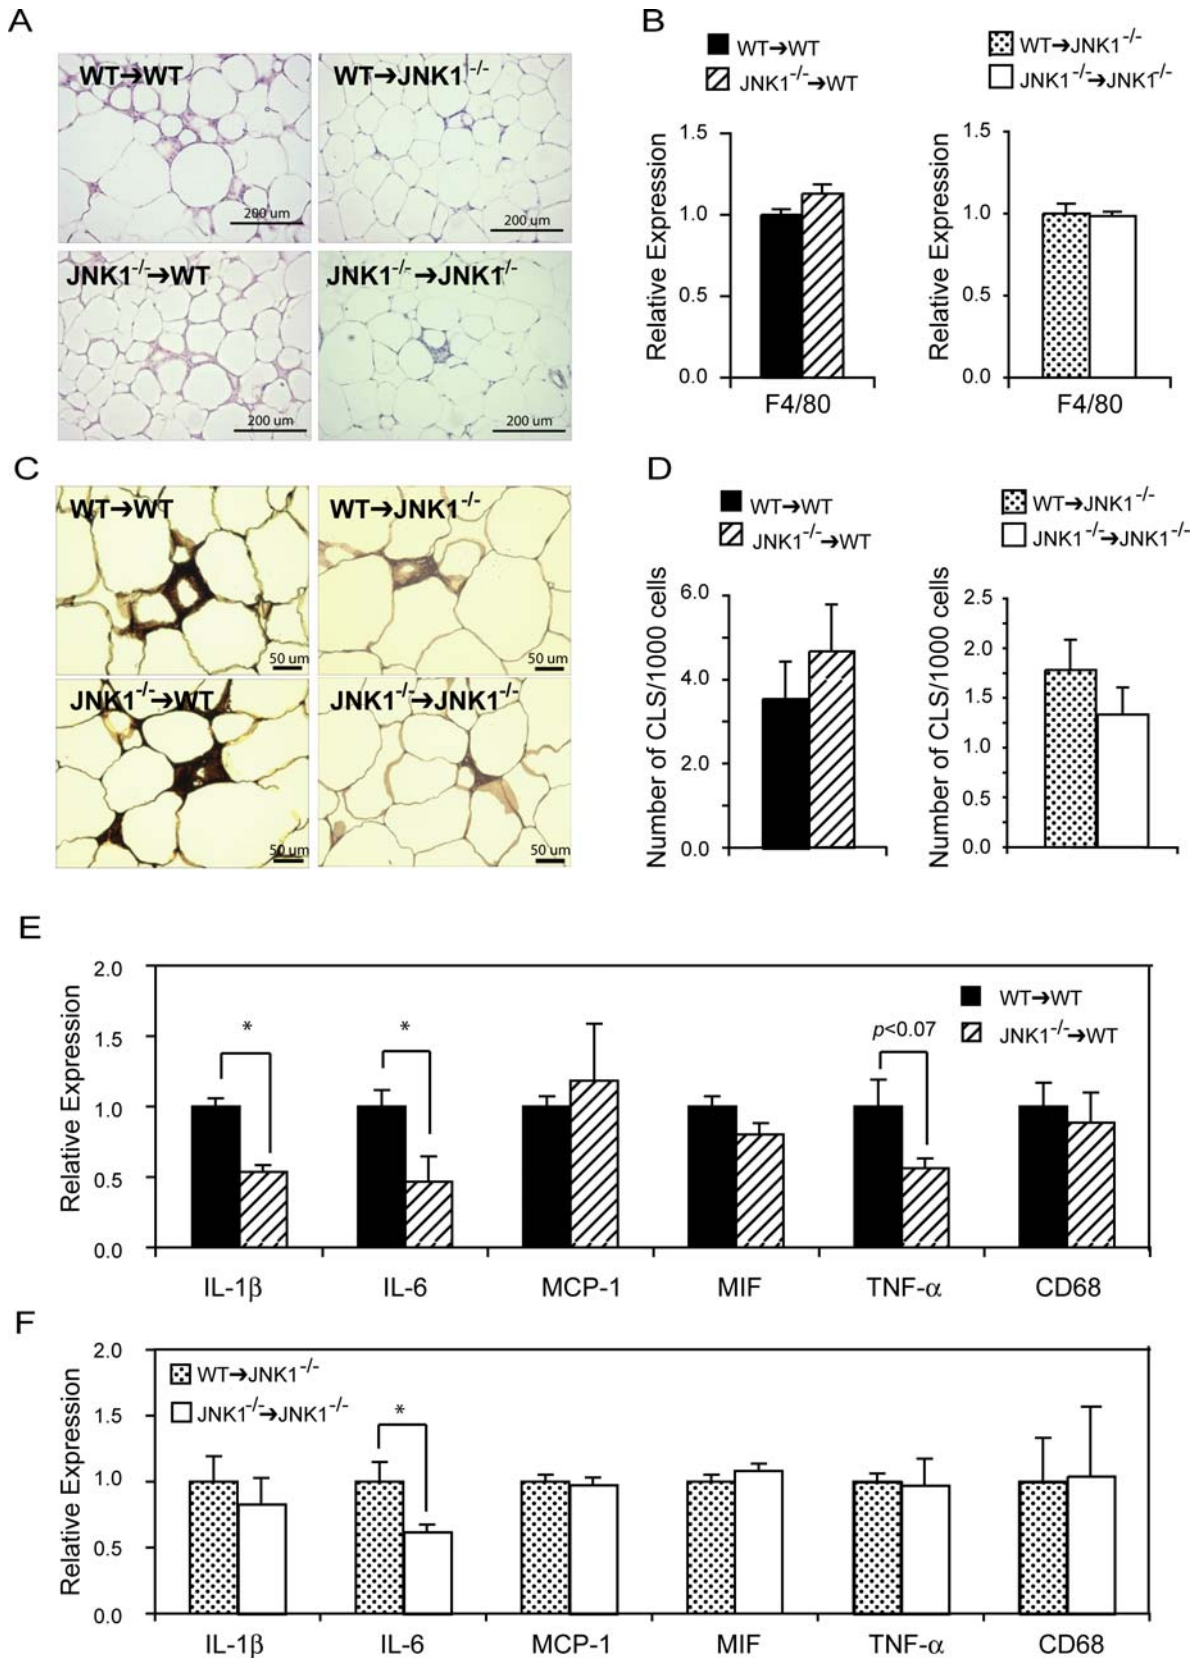 A
WT→WT
200 um
WT→JNK1-/-
200 um
JNK1-/-→WT
200 um
JNK1-/-→JNK1-/-
200 um
B
WT→WT
JNK1-/-→WT
WT→JNK1-/-
JNK1-/-→JNK1-/-
Relative Expression
1.5
1.0
0.5
0.0
F4/80
Relative Expression
1.5
1.0
0.5
0.0
F4/80
C
WT→WT
50 um
WT→JNK1-/-
50 um
JNK1-/-→WT
50 um
JNK1-/-→JNK1-/-
50 um
D
WT→WT
JNK1-/-→WT
WT→JNK1-/-
JNK1-/-→JNK1-/-
Number of CLS/1000 cells
6.0
4.0
2.0
0.0
Number of CLS/1000 cells
2.5
2.0
1.5
1.0
0.5
0.0
E
Relative Expression
2.0
1.5
1.0
0.5
0.0
*
*
p<0.07
WT→WT
JNK1-/-→WT
IL-1β
IL-6
MCP-1
MIF
TNF-α
CD68
F
Relative Expression
2.0
1.5
1.0
0.5
0.0
WT→JNK1-/-
JNK1-/-→JNK1-/-
*
IL-1β
IL-6
MCP-1
MIF
TNF-α
CD68